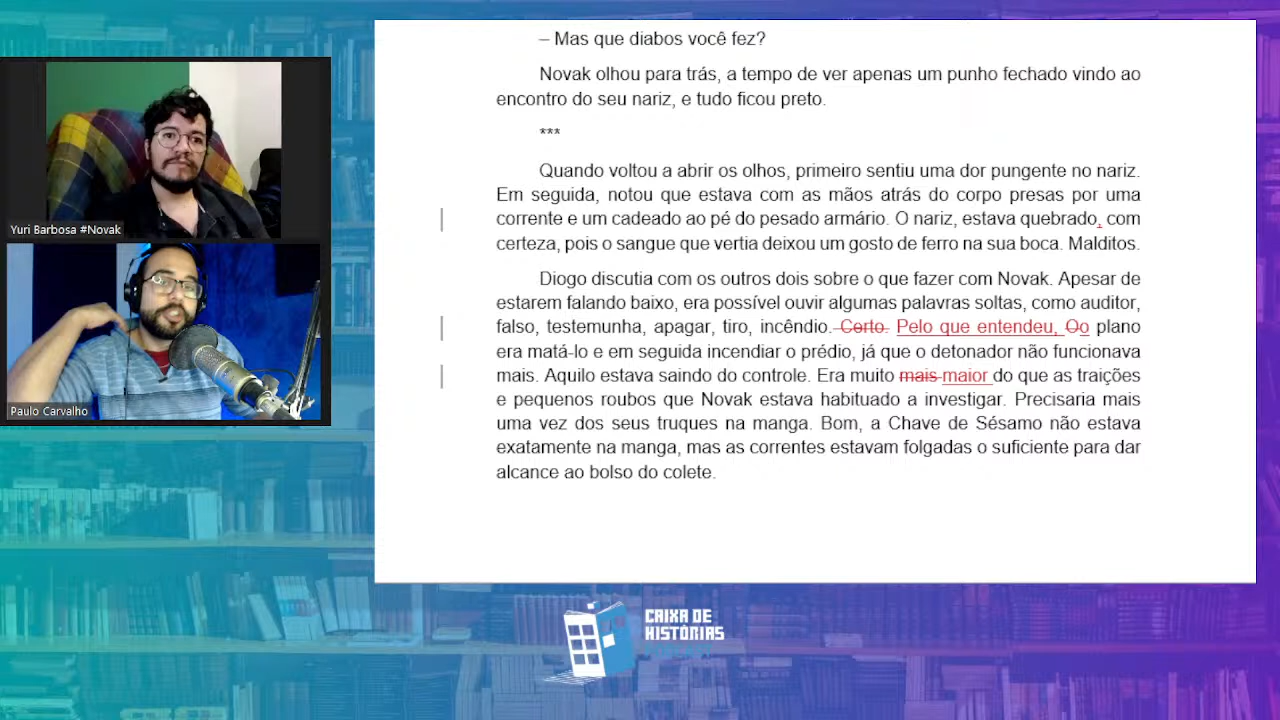 – Mas que diabos você fez?
Novak olhou para trás, a tempo de ver apenas um punho fechado vindo ao
encontro do seu nariz, e tudo ficou preto.
***
Quando voltou a abrir os olhos, primeiro sentiu uma dor pungente no nariz.
Em seguida, notou que estava com as mãos atrás do corpo presas por uma
corrente e um cadeado ao pé do pesado armário. O nariz, estava quebrado, com
certeza, pois o sangue que vertia deixou um gosto de ferro na sua boca. Malditos.
Diogo discutia com os outros dois sobre o que fazer com Novak. Apesar de
estarem falando baixo, era possível ouvir algumas palavras soltas, como auditor,
falso, testemunha, apagar, tiro, incêndio. Certo. Pelo que entendeu, Oo plano
era matá-lo e em seguida incendiar o prédio, já que o detonador não funcionava
mais. Aquilo estava saindo do controle. Era muito mais maior do que as traições
e pequenos roubos que Novak estava habituado a investigar. Precisaria mais
uma vez dos seus truques na manga. Bom, a Chave de Sésamo não estava
exatamente na manga, mas as correntes estavam folgadas o suficiente para dar
alcance ao bolso do colete.
Yuri Barbosa #Novak
Paulo Carvalho
CAIXA DE
HISTÓRIAS
PODCAST